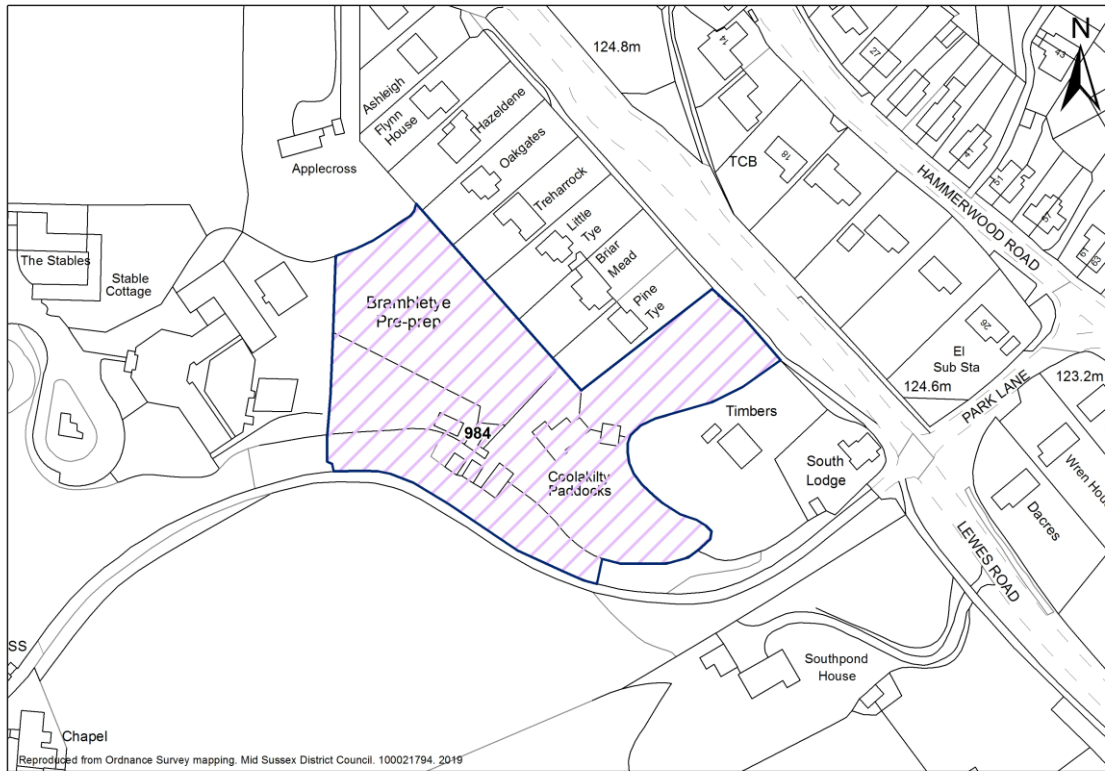 124.8m
14
27
43
N
Ashleigh
Flynn
House
Hazeldene
Applecross
Oakgates
TCB
18
41
51
57
61
63
HAMMERWOOD ROAD
Treharrock
Little
Tye
Briar
Mead
Pine
Tye
The Stables
Stable
Cottage
Brambletye
Pre-prep
26
El
Sub Sta
124.6m
PARK LANE
123.2m
984
Coolakilty
Paddocks
Timbers
South
Lodge
Wren Hou
Dacres
LEWES ROAD
SS
Southpond
House
Chapel
Reproduced from Ordnance Survey mapping. Mid Sussex District Council. 100021794. 2019